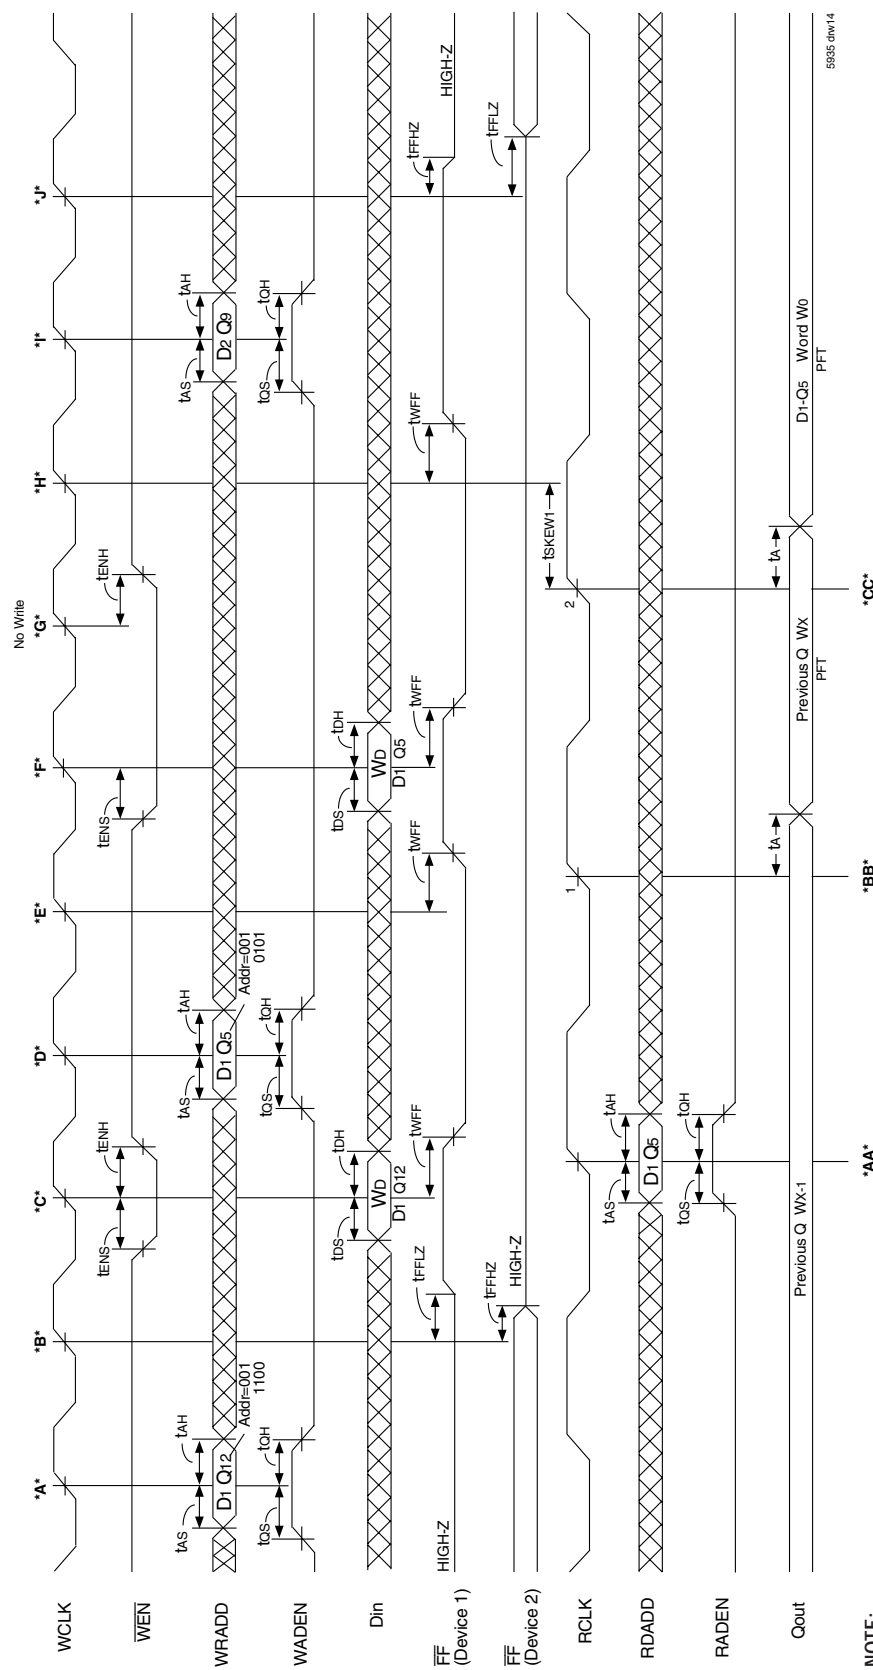 No Write
*A*
*B*
*C*
*D*
*E*
*F*
*G*
*H*
*I*
*J*
WCLK
WEN
tENS
tENH
tENS
tENH
WRADD
tAS
tAH
D1 Q12
Addr=001
1100
tAS
tAH
D1 Q5
Addr=001
0101
tAS
tAH
D2 Q9
WADEN
tQS
tQH
tQS
tQH
tQS
tQH
Din
tDS
tDH
WD
D1 Q12
tDS
tDH
WD
D1 Q5
FF
(Device 1)
HIGH-Z
tFFLZ
tWFF
tWFF
tWFF
tWFF
tFFHZ
HIGH-Z
FF
(Device 2)
tFFHZ
HIGH-Z
tFFLZ
tSKEW1
RCLK
1
2
RDADD
tAS
tAH
D1 Q5
RADEN
tQS
tQH
Qout
Previous Q WX-1
tA
Previous Q WX
PFT
tA
D1-Q5 Word W0
PFT
*AA*
*BB*
*CC*
5935 drw14
NOTE: